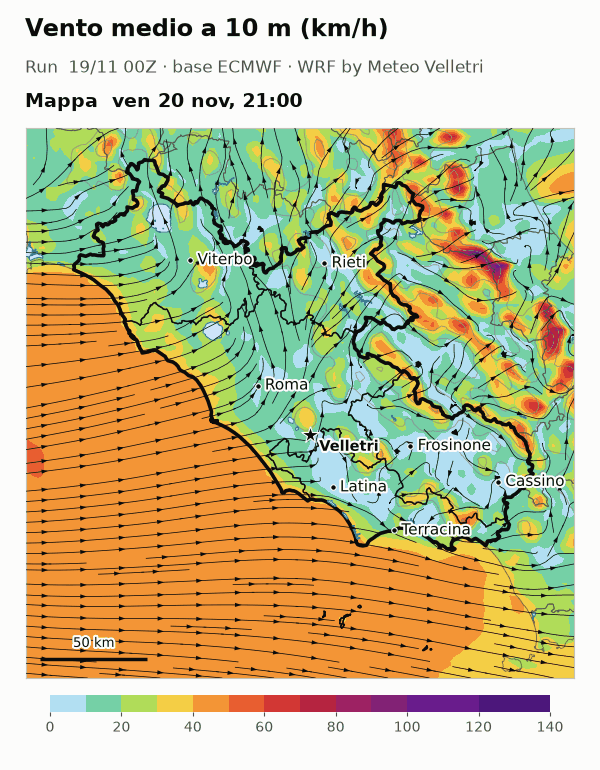 Vento medio a 10 m (km/h)
Run  19/11 00Z · base ECMWF · WRF by Meteo Velletri
Mappa  ven 20 nov, 21:00
Viterbo
Rieti
Roma
Velletri
Frosinone
Cassino
Latina
Terracina
50 km
0 20 40 60 80 100 120 140